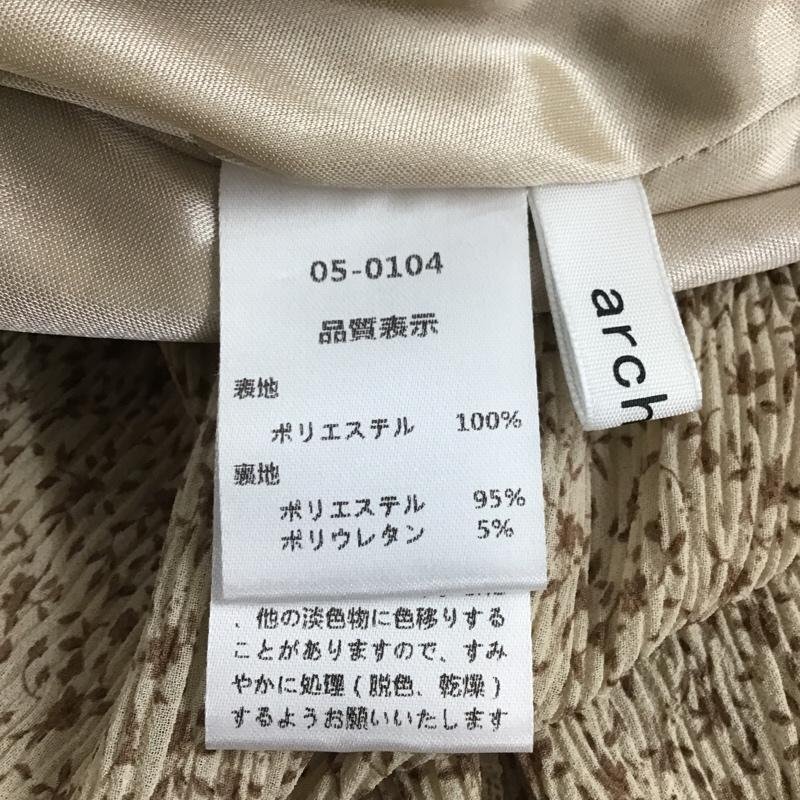 05-0104
品質表示
表地
ポリエステル 100%
裏地
ポリエステル 95%
ポリウレタン 5%
、他の淡色物に色移りする
ことがありますので、すみ
やかに処理(脱色、乾燥)
するようお願いいたします
arch